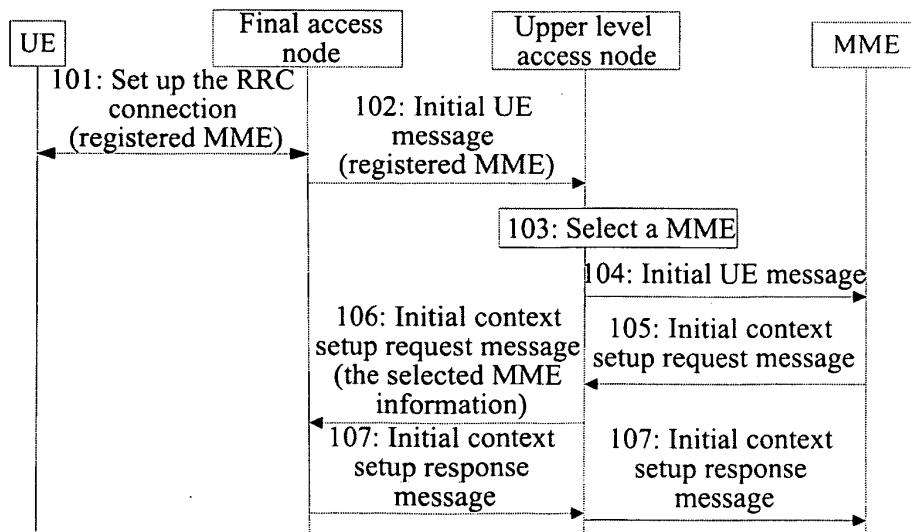 UE
Final access
node
Upper level
access node
MME
101: Set up the RRC
connection
(registered MME)
102: Initial UE
message
(registered MME)
103: Select a MME
104: Initial UE message
105: Initial context
setup request message
106: Initial context
setup request message
(the selected MME
information)
107: Initial context
setup response
message
107: Initial context
setup response
message